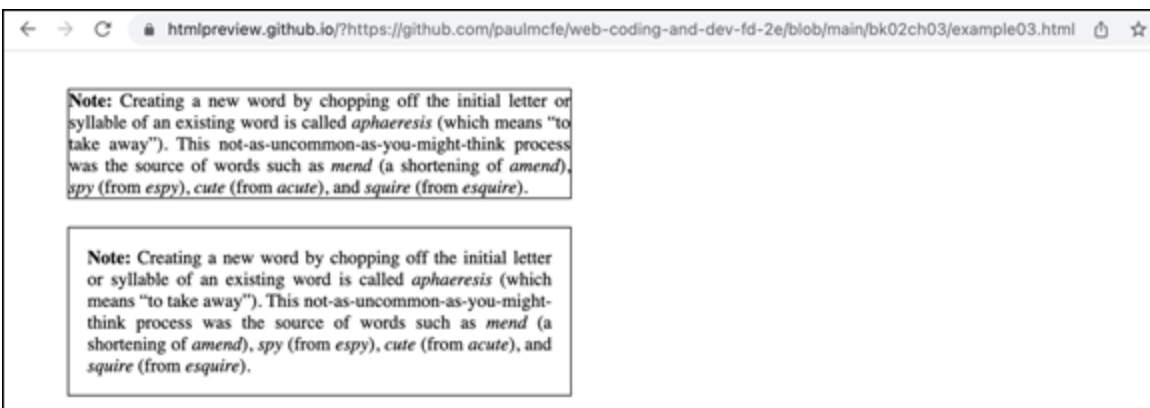 htmlpreview.github.io/?https://github.com/paulmcfe/web-coding-and-dev-fd-2e/blob/main/bk02ch03/example03.html
Note: Creating a new word by chopping off the initial letter or
syllable of an existing word is called aphaeresis (which means “to
take away”). This not-as-uncommon-as-you-might-think process
was the source of words such as mend (a shortening of amend),
spy (from espy), cute (from acute), and squire (from esquire).
Note: Creating a new word by chopping off the initial letter
or syllable of an existing word is called aphaeresis (which
means “to take away”). This not-as-uncommon-as-you-might-
think process was the source of words such as mend (a
shortening of amend), spy (from espy), cute (from acute), and
squire (from esquire).